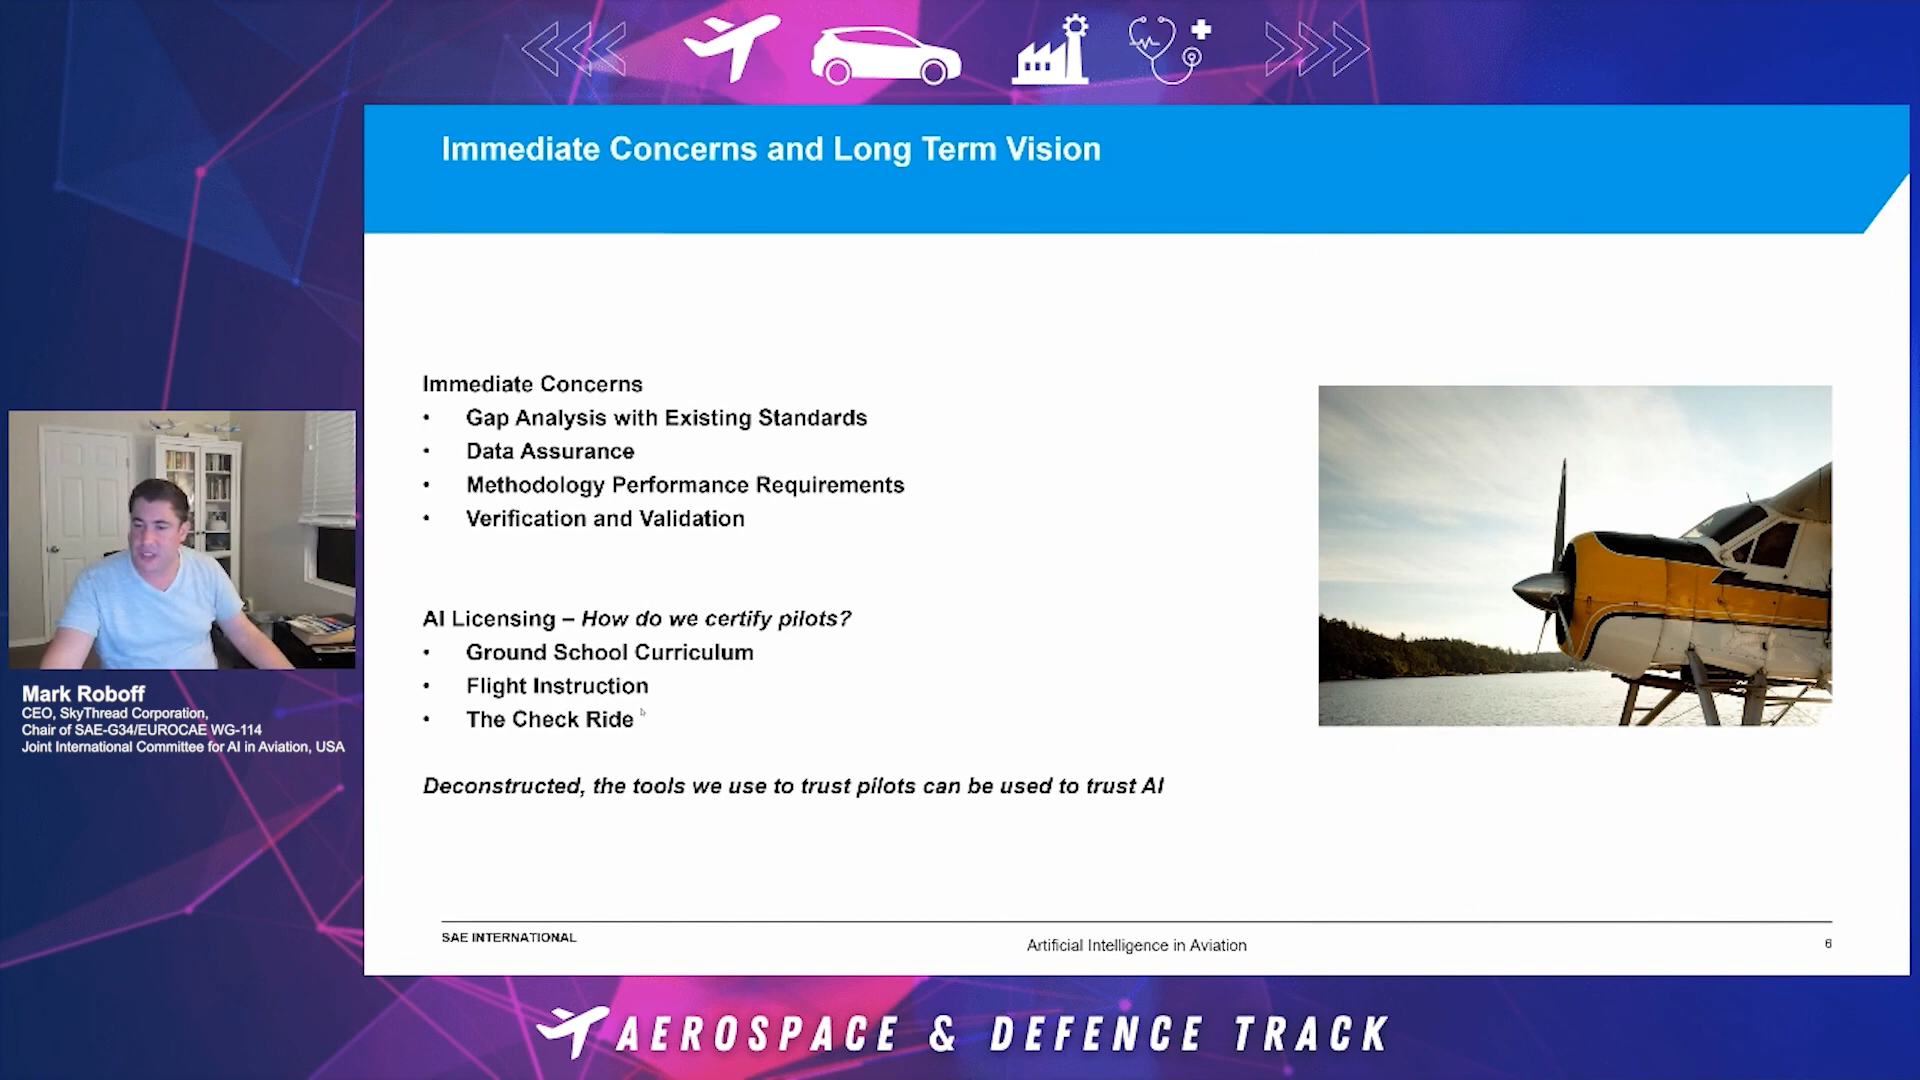 Immediate Concerns and Long Term Vision
Immediate Concerns
• Gap Analysis with Existing Standards
• Data Assurance
• Methodology Performance Requirements
• Verification and Validation
AI Licensing – How do we certify pilots?
• Ground School Curriculum
• Flight Instruction
• The Check Ride
Deconstructed, the tools we use to trust pilots can be used to trust AI
SAE INTERNATIONAL
Artificial Intelligence in Aviation
6
Mark Roboff
CEO, SkyThread Corporation,
Chair of SAE-G34/EUROCAE WG-114
Joint International Committee for AI in Aviation, USA
AEROSPACE & DEFENCE TRACK